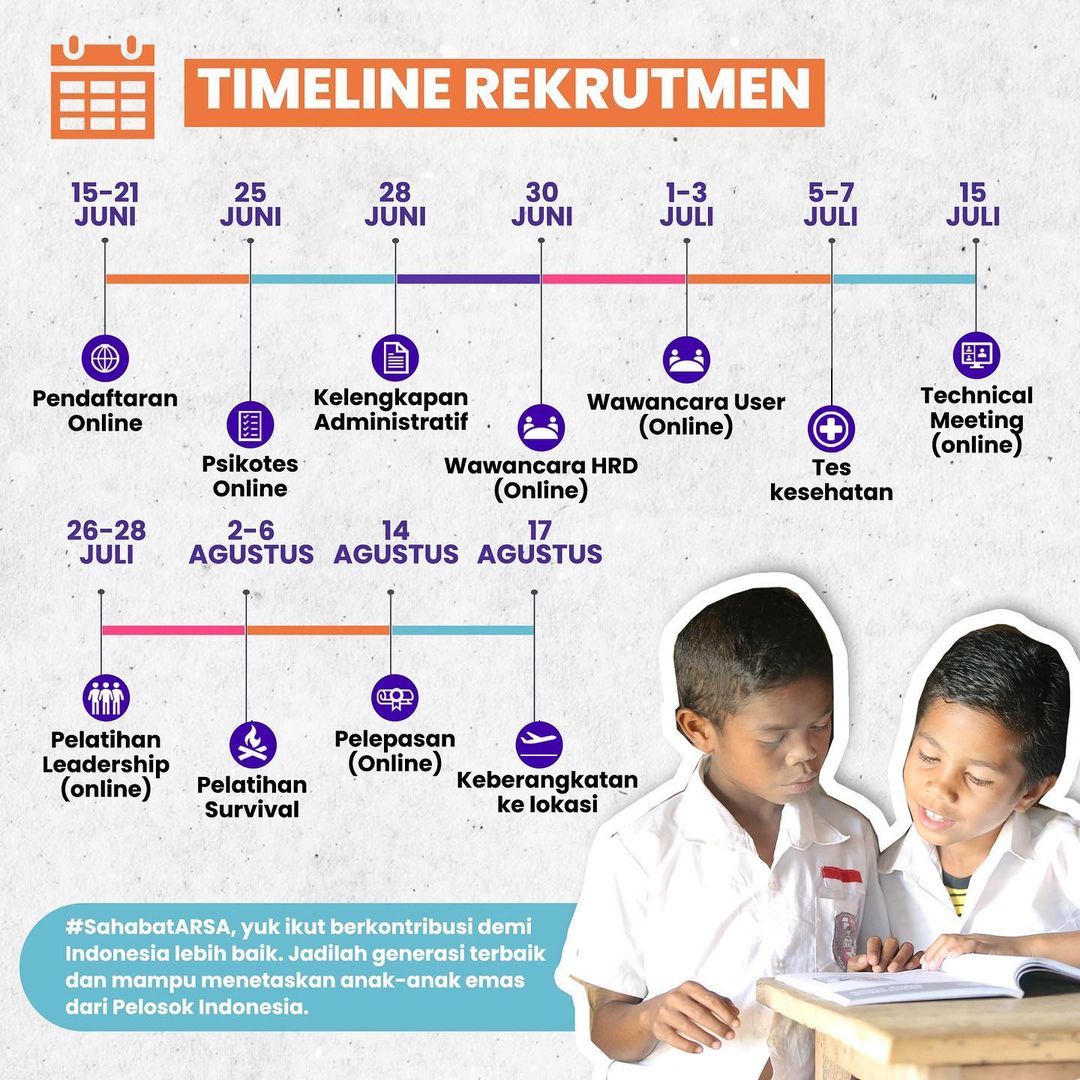 TIMELINE REKRUTMEN
15-21
JUNI
25
JUNI
28
JUNI
30
JUNI
1-3
JULI
5-7
JULI
15
JULI
Pendaftaran
Online
Psikotes
Online
Kelengkapan
Administratif
Wawancara HRD
(Online)
Wawancara User
(Online)
Tes
kesehatan
Technical
Meeting
(online)
26-28
JULI
2-6
AGUSTUS
14
AGUSTUS
17
AGUSTUS
Pelatihan
Leadership
(online)
Pelatihan
Survival
Pelepasan
(Online)
Keberangkatan
ke lokasi
#SahabatARSA, yuk ikut berkontribusi demi
Indonesia lebih baik. Jadilah generasi terbaik
dan mampu menetaskan anak-anak emas
dari Pelosok Indonesia.